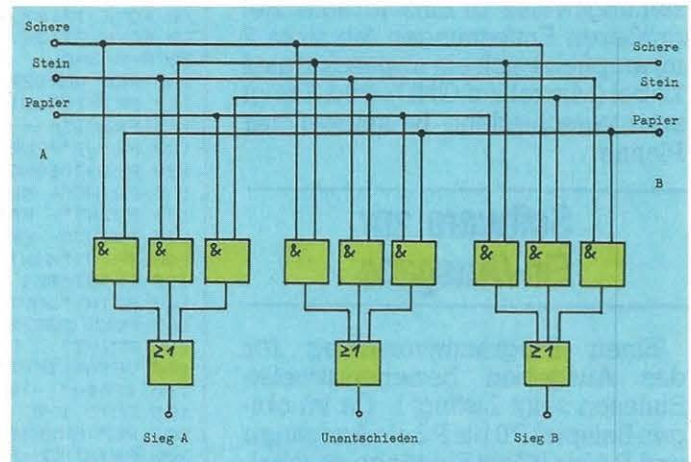 Schere
Stein
Papier
A
Schere
Stein
Papier
B
& & & & & & & & &
≥1 ≥1 ≥1
Sieg A Unentschieden Sieg B